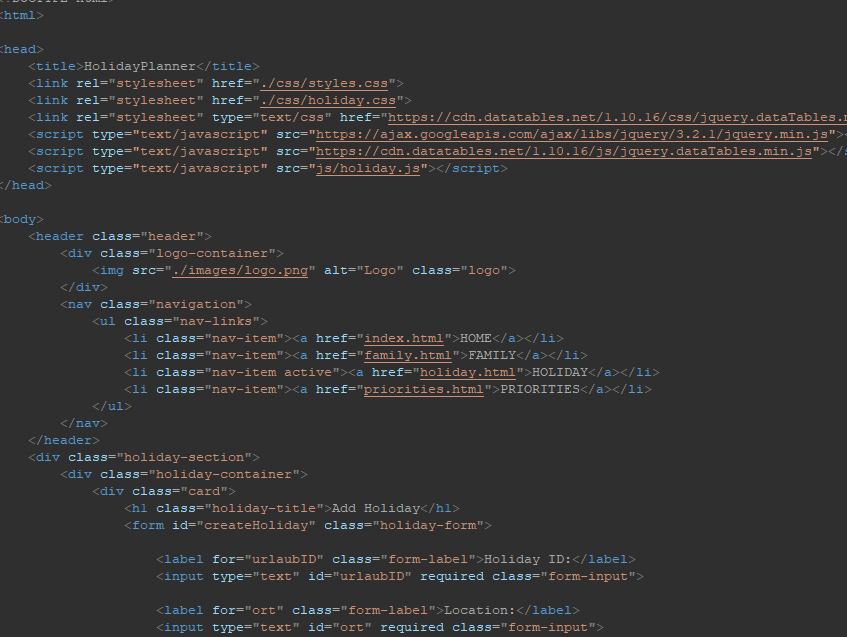 <!DOCTYPE html>
<html>
<head>
<title>HolidayPlanner</title>
<link rel="stylesheet" href="./css/styles.css">
<link rel="stylesheet" href="./css/holiday.css">
<link rel="stylesheet" type="text/css" href="https://cdn.datatables.net/1.10.16/css/jquery.dataTables.
<script type="text/javascript" src="https://ajax.googleapis.com/ajax/libs/jquery/3.2.1/jquery.min.js">
<script type="text/javascript" src="https://cdn.datatables.net/1.10.16/js/jquery.dataTables.min.js"></
<script type="text/javascript" src="js/holiday.js"></script>
</head>
<body>
<header class="header">
<div class="logo-container">
<img src="./images/logo.png" alt="Logo" class="logo">
</div>
<nav class="navigation">
<ul class="nav-links">
<li class="nav-item"><a href="index.html">HOME</a></li>
<li class="nav-item"><a href="family.html">FAMILY</a></li>
<li class="nav-item active"><a href="holiday.html">HOLIDAY</a></li>
<li class="nav-item"><a href="priorities.html">PRIORITIES</a></li>
</ul>
</nav>
</header>
<div class="holiday-section">
<div class="holiday-container">
<div class="card">
<h1 class="holiday-title">Add Holiday</h1>
<form id="createHoliday" class="holiday-form">
<label for="urlaubID" class="form-label">Holiday ID:</label>
<input type="text" id="urlaubID" required class="form-input">
<label for="ort" class="form-label">Location:</label>
<input type="text" id="ort" required class="form-input">